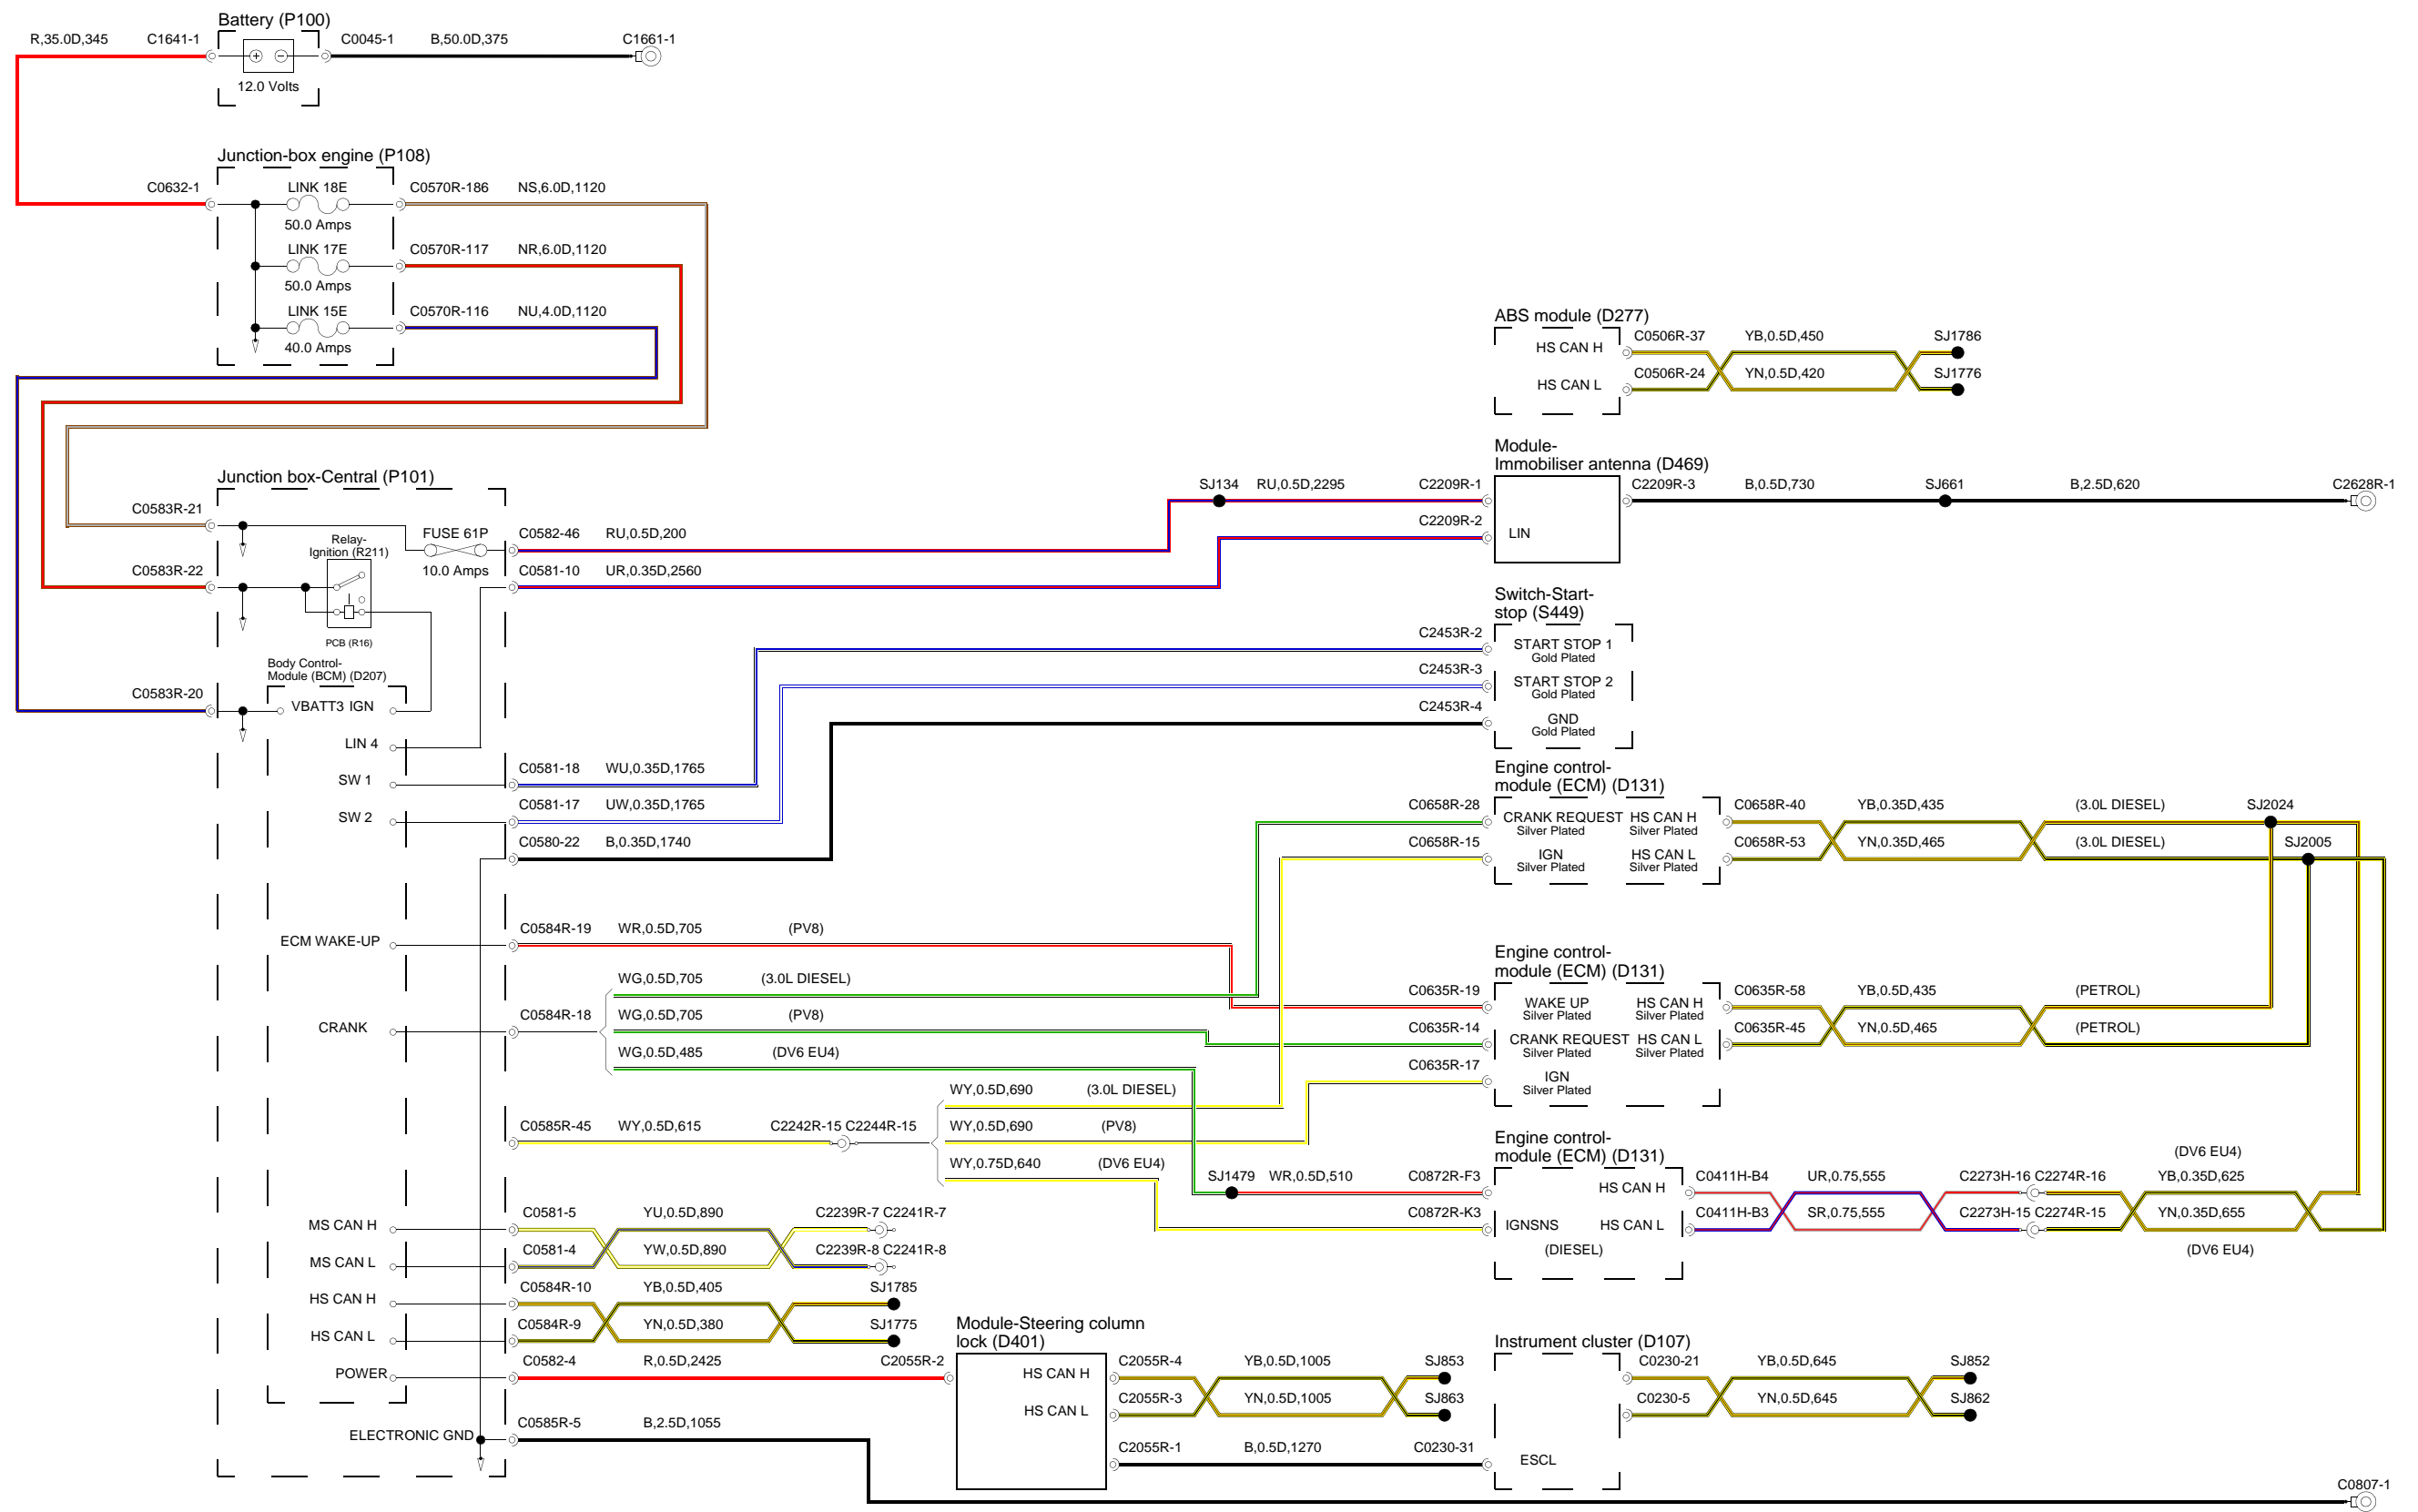 Battery (P100)
R,35.0D,345 C1641-1 C0045-1 B,50.0D,375 C1661-1
12.0 Volts
Junction-box engine (P108)
C0632-1 LINK 18E C0570R-186 NS,6.0D,1120
50.0 Amps
LINK 17E C0570R-117 NR,6.0D,1120
50.0 Amps
LINK 15E C0570R-116 NU,4.0D,1120
40.0 Amps
ABS module (D277)
HS CAN H C0506R-37 YB,0.5D,450 SJ1786
HS CAN L C0506R-24 YN,0.5D,420 SJ1776
Module-
Immobiliser antenna (D469)
SJ134 RU,0.5D,2295 C2209R-1 C2209R-3 B,0.5D,730 SJ661 B,2.5D,620 C2628R-1
C2209R-2 LIN
Junction box-Central (P101)
C0583R-21
FUSE 61P C0582-46 RU,0.5D,200
10.0 Amps C0581-10 UR,0.35D,2560
Relay-
Ignition (R211)
C0583R-22
PCB (R16)
Body Control-
Module (BCM) (D207)
C0583R-20 VBATT3 IGN
LIN 4
SW 1 C0581-18 WU,0.35D,1765
SW 2 C0581-17 UW,0.35D,1765
C0580-22 B,0.35D,1740
Switch-Start-
stop (S449)
C2453R-2 START STOP 1
Gold Plated
C2453R-3 START STOP 2
Gold Plated
C2453R-4 GND
Gold Plated
Engine control-
module (ECM) (D131)
C0658R-28 CRANK REQUEST HS CAN H C0658R-40 YB,0.35D,435 (3.0L DIESEL) SJ2024
Silver Plated Silver Plated
C0658R-15 IGN HS CAN L C0658R-53 YN,0.35D,465 (3.0L DIESEL) SJ2005
Silver Plated Silver Plated
ECM WAKE-UP C0584R-19 WR,0.5D,705 (PV8)
WG,0.5D,705 (3.0L DIESEL)
CRANK C0584R-18 WG,0.5D,705 (PV8)
WG,0.5D,485 (DV6 EU4)
Engine control-
module (ECM) (D131)
C0635R-19 WAKE UP HS CAN H C0635R-58 YB,0.5D,435 (PETROL)
Silver Plated Silver Plated
C0635R-14 CRANK REQUEST HS CAN L C0635R-45 YN,0.5D,465 (PETROL)
Silver Plated Silver Plated
C0635R-17 IGN
Silver Plated
WY,0.5D,690 (3.0L DIESEL)
C0585R-45 WY,0.5D,615 C2242R-15 C2244R-15 WY,0.5D,690 (PV8)
WY,0.75D,640 (DV6 EU4)
Engine control-
module (ECM) (D131)
(DV6 EU4)
SJ1479 WR,0.5D,510 C0872R-F3 HS CAN H C0411H-B4 UR,0.75,555 C2273H-16 C2274R-16 YB,0.35D,625
C0872R-K3 IGNSNS HS CAN L C0411H-B3 SR,0.75,555 C2273H-15 C2274R-15 YN,0.35D,655
(DIESEL) (DV6 EU4)
MS CAN H C0581-5 YU,0.5D,890 C2239R-7 C2241R-7
MS CAN L C0581-4 YW,0.5D,890 C2239R-8 C2241R-8
HS CAN H C0584R-10 YB,0.5D,405 SJ1785
HS CAN L C0584R-9 YN,0.5D,380 SJ1775
POWER C0582-4 R,0.5D,2425 C2055R-2
Module-Steering column
lock (D401)
HS CAN H C2055R-4 YB,0.5D,1005 SJ853
HS CAN L C2055R-3 YN,0.5D,1005 SJ863
C2055R-1 B,0.5D,1270 C0230-31
Instrument cluster (D107)
C0230-21 YB,0.5D,645 SJ852
C0230-5 YN,0.5D,645 SJ862
ESCL
ELECTRONIC GND C0585R-5 B,2.5D,1055
C0807-1